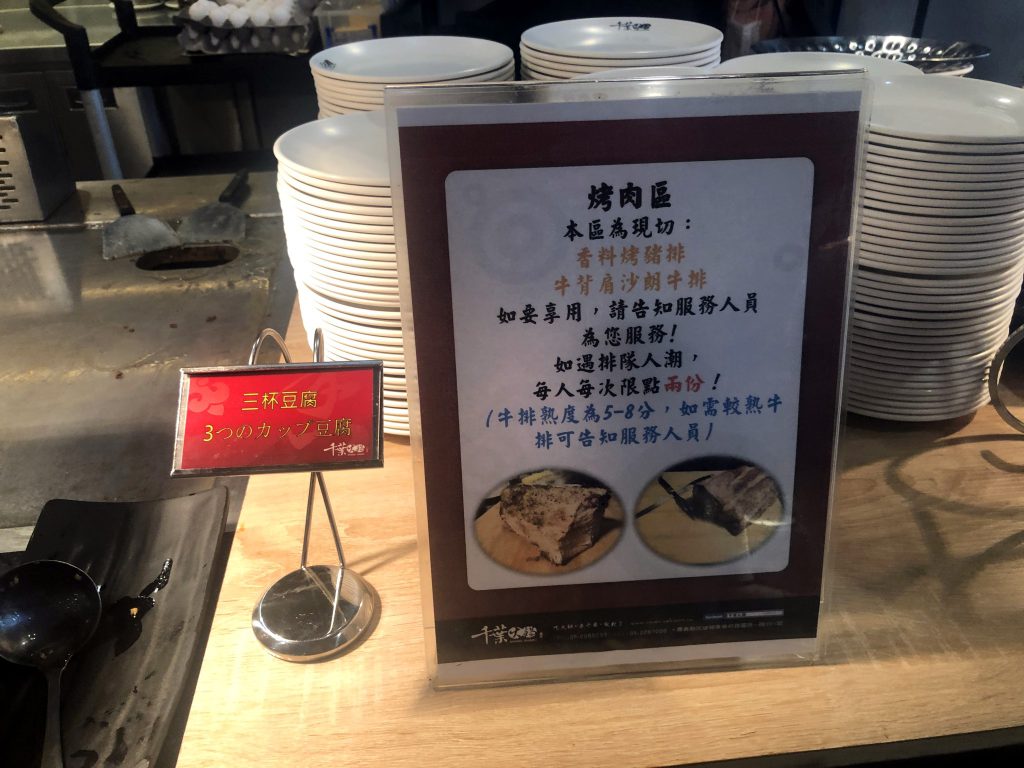 烤肉區
本區為現切：
香料烤豬排
牛背肩沙朗牛排
如要享用，請告知服務人員
為您服務！
如遇排隊人潮，
每人每次限點兩份！
(牛排熟度為5-8分，如需較熟牛
排可告知服務人員)
千葉
三杯豆腐
3つのカップ豆腐
千葉